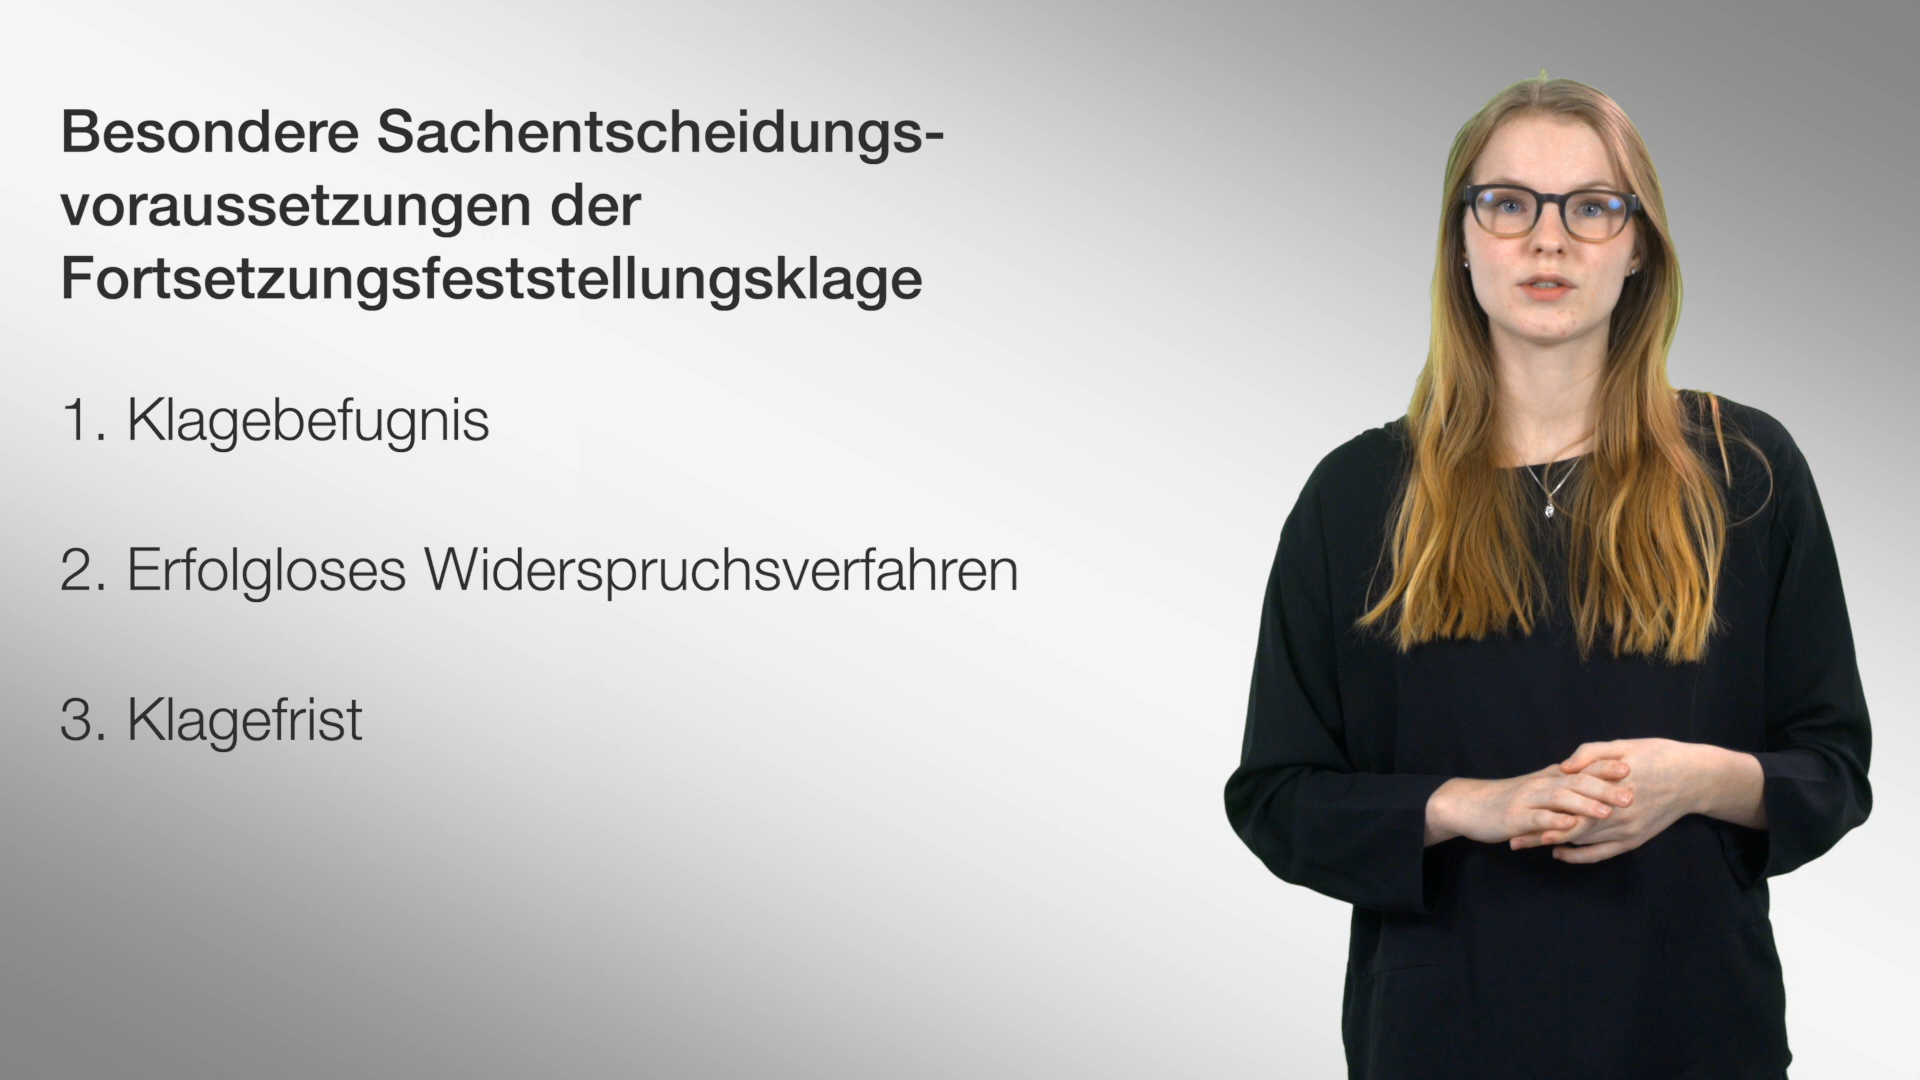 Besondere Sachentscheidungs-
voraussetzungen der
Fortsetzungsfeststellungsklage
1. Klagebefugnis
2. Erfolgloses Widerspruchsverfahren
3. Klagefrist